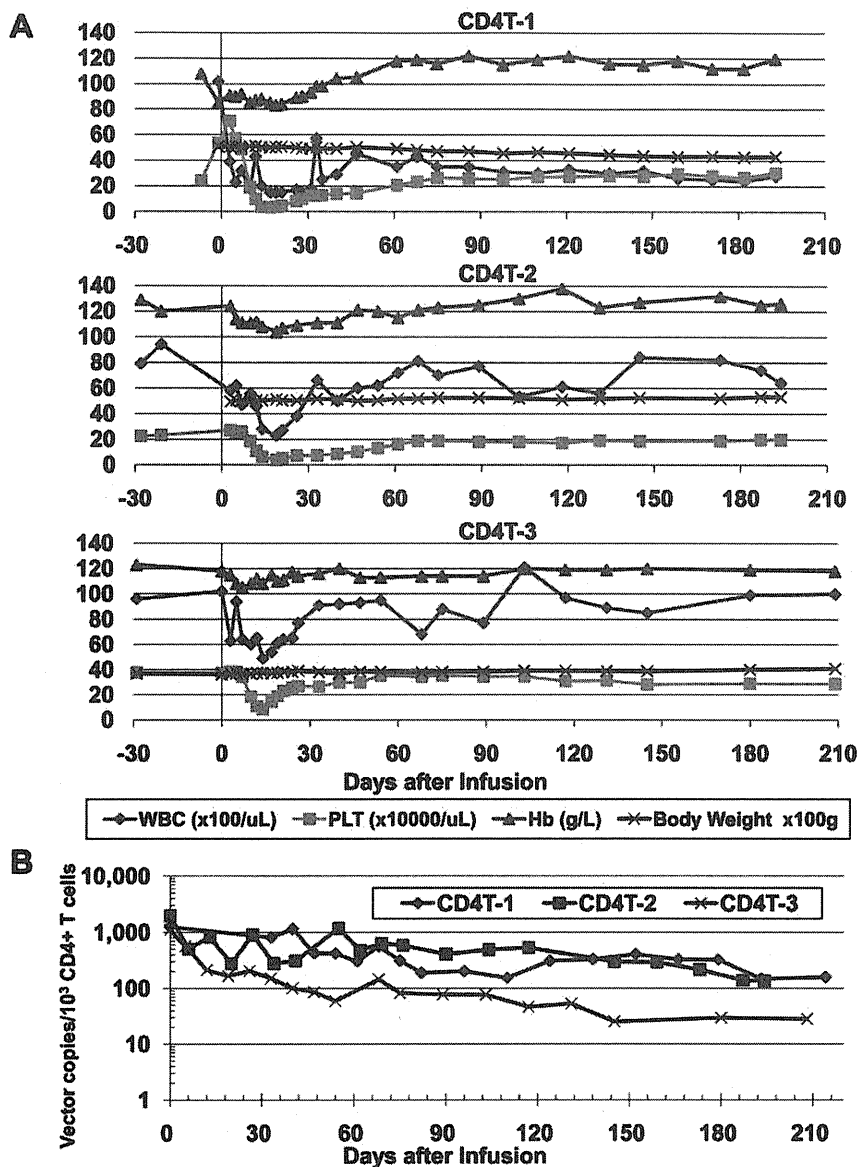 A
CD4T-1
140
120
100
80
60
40
20
0
-30 0 30 60 90 120 150 180 210
CD4T-2
140
120
100
80
60
40
20
0
-30 0 30 60 90 120 150 180 210
CD4T-3
140
120
100
80
60
40
20
0
-30 0 30 60 90 120 150 180 210
Days after Infusion
WBC (x100/uL) PLT (x10000/uL) Hb (g/L) Body Weight x100g
B
Vector copies/10³ CD4+ T cells
10,000
1,000
100
10
1
CD4T-1 CD4T-2 CD4T-3
0 30 60 90 120 150 180 210
Days after Infusion